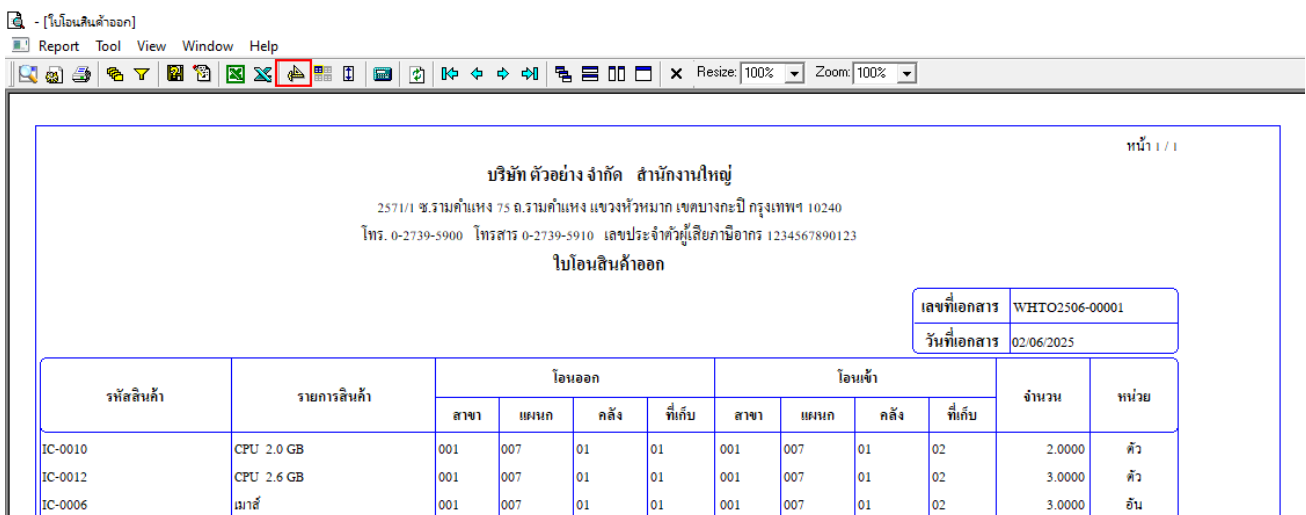 - [ใบโอนสินค้าออก]
Report Tool View Window Help
Resize: 100% Zoom: 100%
หน้า 1 / 1
บริษัท ตัวอย่าง จำกัด สำนักงานใหญ่
2571/1 ซ.รามคำแหง 75 ถ.รามคำแหง แขวงหัวหมาก เขตบางกะปิ กรุงเทพฯ 10240
โทร. 0-2739-5900 โทรสาร 0-2739-5910 เลขประจำตัวผู้เสียภาษีอากร 1234567890123
ใบโอนสินค้าออก
เลขที่เอกสาร WHTO2506-00001
วันที่เอกสาร 02/06/2025
รหัสสินค้า รายการสินค้า โอนออก โอนเข้า จำนวน หน่วย
สาขา แผนก คลัง ที่เก็บ สาขา แผนก คลัง ที่เก็บ
IC-0010 CPU 2.0 GB 001 007 01 01 001 007 01 02 2.0000 ตัว
IC-0012 CPU 2.6 GB 001 007 01 01 001 007 01 02 3.0000 ตัว
IC-0006 เมาส์ 001 007 01 01 001 007 01 02 3.0000 อัน